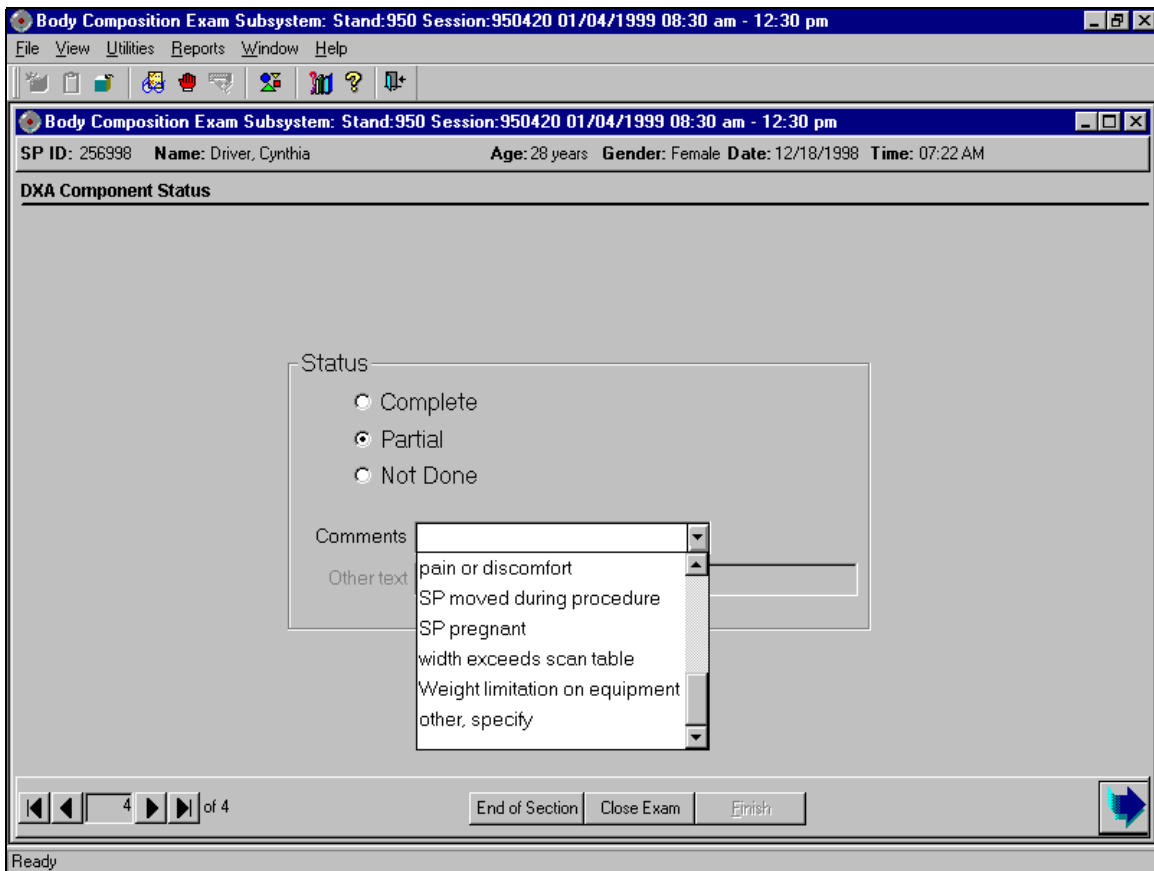 Body Composition Exam Subsystem: Stand:950 Session:950420 01/04/1999 08:30 am - 12:30 pm
File View Utilities Reports Window Help
Body Composition Exam Subsystem: Stand:950 Session:950420 01/04/1999 08:30 am - 12:30 pm
SP ID: 256998 Name: Driver, Cynthia Age: 28 years Gender: Female Date: 12/18/1998 Time: 07:22 AM
DXA Component Status
Status
Complete
Partial
Not Done
Comments
Other text
pain or discomfort
SP moved during procedure
SP pregnant
width exceeds scan table
Weight limitation on equipment
other, specify
4 of 4 End of Section Close Exam Finish
Ready